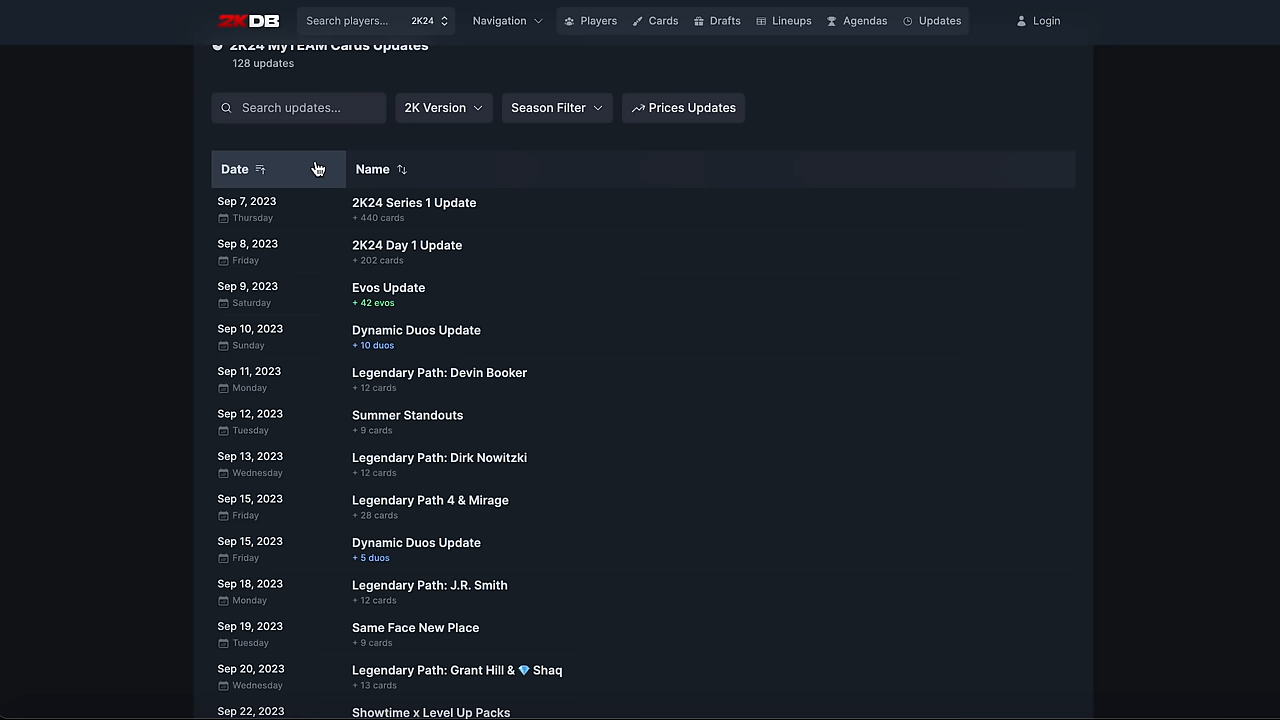 2KDB Search players... 2K24 Navigation Players Cards Drafts Lineups Agendas Updates Login
2K24 MyTEAM Cards Updates
128 updates
Search updates... 2K Version Season Filter Prices Updates
Date Name
Sep 7, 2023 2K24 Series 1 Update
Thursday + 440 cards
Sep 8, 2023 2K24 Day 1 Update
Friday + 202 cards
Sep 9, 2023 Evos Update
Saturday + 42 evos
Sep 10, 2023 Dynamic Duos Update
Sunday + 10 duos
Sep 11, 2023 Legendary Path: Devin Booker
Monday + 12 cards
Sep 12, 2023 Summer Standouts
Tuesday + 9 cards
Sep 13, 2023 Legendary Path: Dirk Nowitzki
Wednesday + 12 cards
Sep 15, 2023 Legendary Path 4 & Mirage
Friday + 28 cards
Sep 15, 2023 Dynamic Duos Update
Friday + 5 duos
Sep 18, 2023 Legendary Path: J.R. Smith
Monday + 12 cards
Sep 19, 2023 Same Face New Place
Tuesday + 9 cards
Sep 20, 2023 Legendary Path: Grant Hill & 💎 Shaq
Wednesday + 13 cards
Sep 22, 2023 Showtime x Level Up Packs